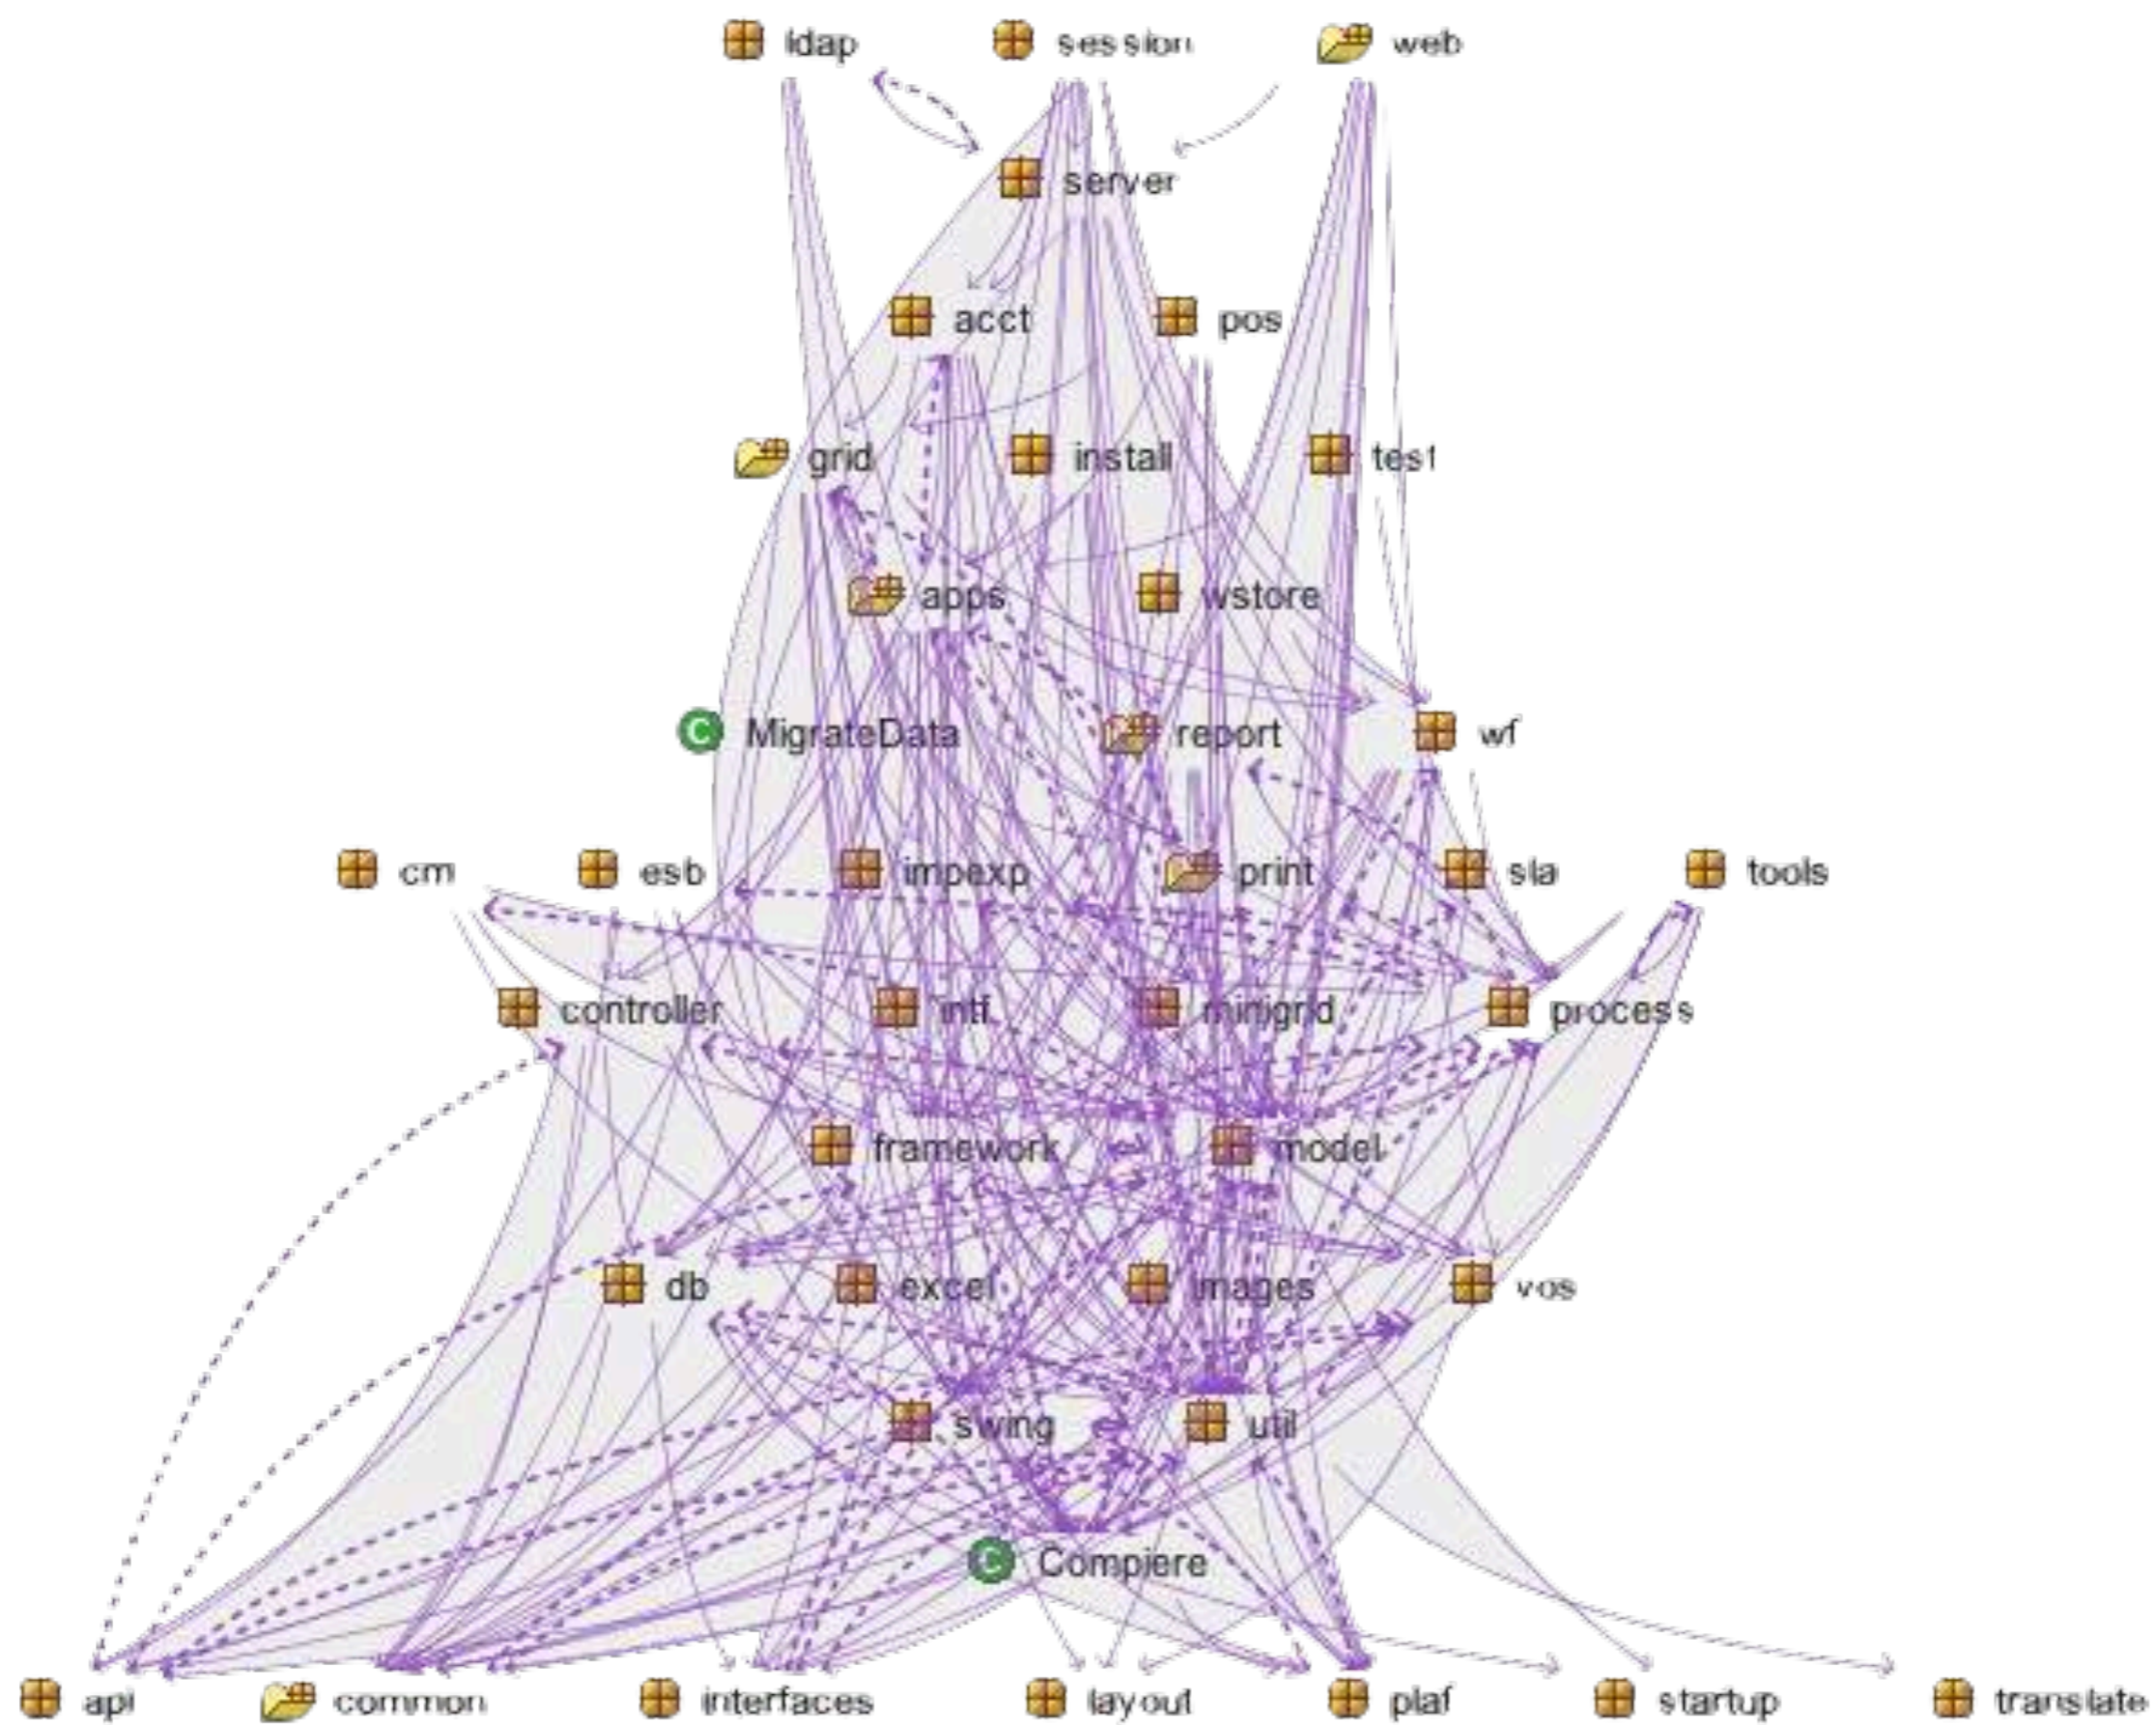 ldap session web
server
acct pos
grid install test
apps wstore
C MigrateData report wf
cm esb impexp print sla tools
controller intf minigrid process
framework model
db excel images vos
swing util
C Compiere
api common interfaces layout plaf startup translate